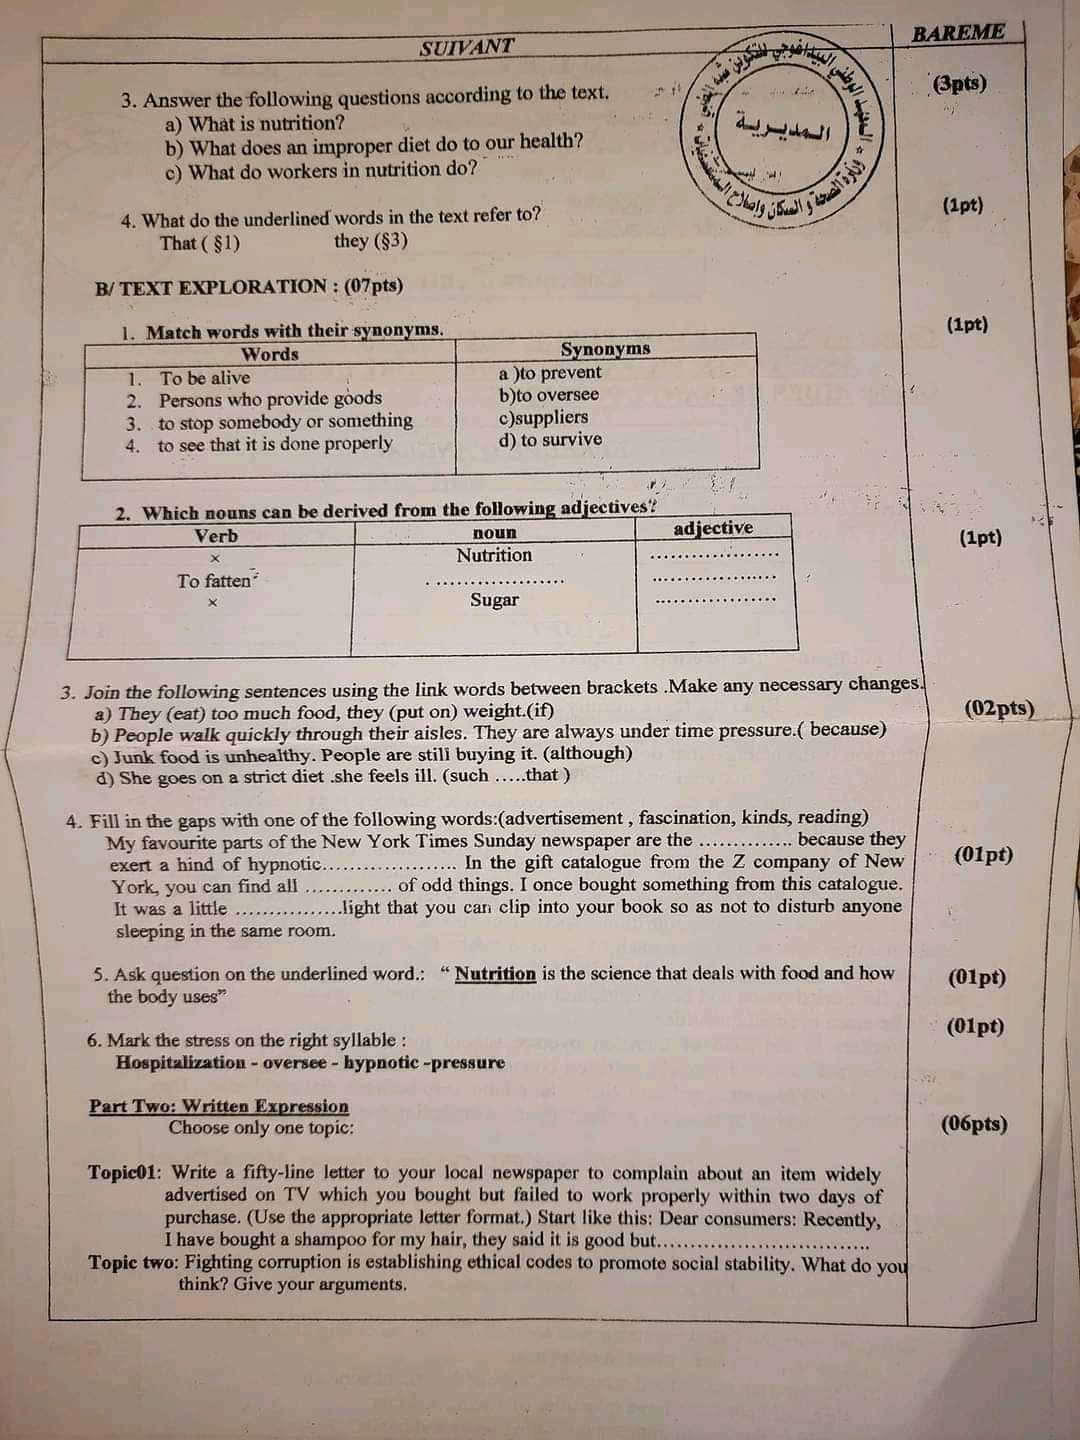 SUIVANT
BAREME
3. Answer the following questions according to the text.
(3pts)
a) What is nutrition?
b) What does an improper diet do to our health?
c) What do workers in nutrition do?
المديرية
4. What do the underlined words in the text refer to?
(1pt)
That ( §1) they (§3)
B/ TEXT EXPLORATION : (07pts)
1. Match words with their synonyms.
(1pt)
Words Synonyms
1. To be alive a )to prevent
2. Persons who provide goods b)to oversee
3. to stop somebody or something c)suppliers
4. to see that it is done properly d) to survive
2. Which nouns can be derived from the following adjectives?
(1pt)
Verb noun adjective
× Nutrition ...................
To fatten ................... ...................
× Sugar ..................
3. Join the following sentences using the link words between brackets .Make any necessary changes.
(02pts)
a) They (eat) too much food, they (put on) weight.(if)
b) People walk quickly through their aisles. They are always under time pressure.( because)
c) Junk food is unhealthy. People are still buying it. (although)
d) She goes on a strict diet .she feels ill. (such .....that )
4. Fill in the gaps with one of the following words:(advertisement , fascination, kinds, reading)
(01pt)
My favourite parts of the New York Times Sunday newspaper are the .............. because they
exert a hind of hypnotic.................... In the gift catalogue from the Z company of New
York, you can find all ............. of odd things. I once bought something from this catalogue.
It was a little ................light that you can clip into your book so as not to disturb anyone
sleeping in the same room.
5. Ask question on the underlined word.: “ Nutrition is the science that deals with food and how
the body uses”
(01pt)
6. Mark the stress on the right syllable :
(01pt)
Hospitalization - oversee - hypnotic -pressure
Part Two: Written Expression
Choose only one topic:
(06pts)
Topic01: Write a fifty-line letter to your local newspaper to complain about an item widely
advertised on TV which you bought but failed to work properly within two days of
purchase. (Use the appropriate letter format.) Start like this: Dear consumers: Recently,
I have bought a shampoo for my hair, they said it is good but................................
Topic two: Fighting corruption is establishing ethical codes to promote social stability. What do you
think? Give your arguments.